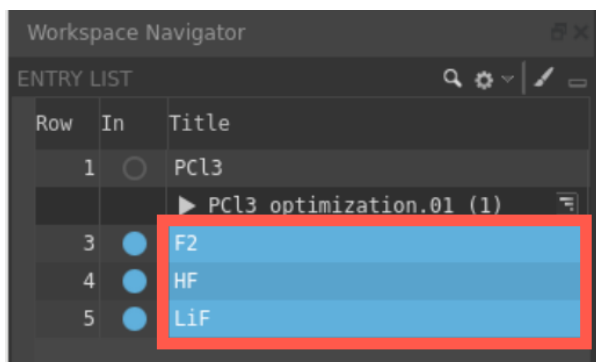 Workspace Navigator
ENTRY LIST
Row In Title
1 PCl3
PCl3 optimization.01 (1)
3 F2
4 HF
5 LiF